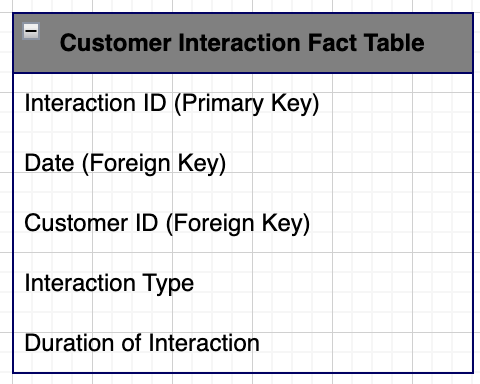 Customer Interaction Fact Table
Interaction ID (Primary Key)
Date (Foreign Key)
Customer ID (Foreign Key)
Interaction Type
Duration of Interaction